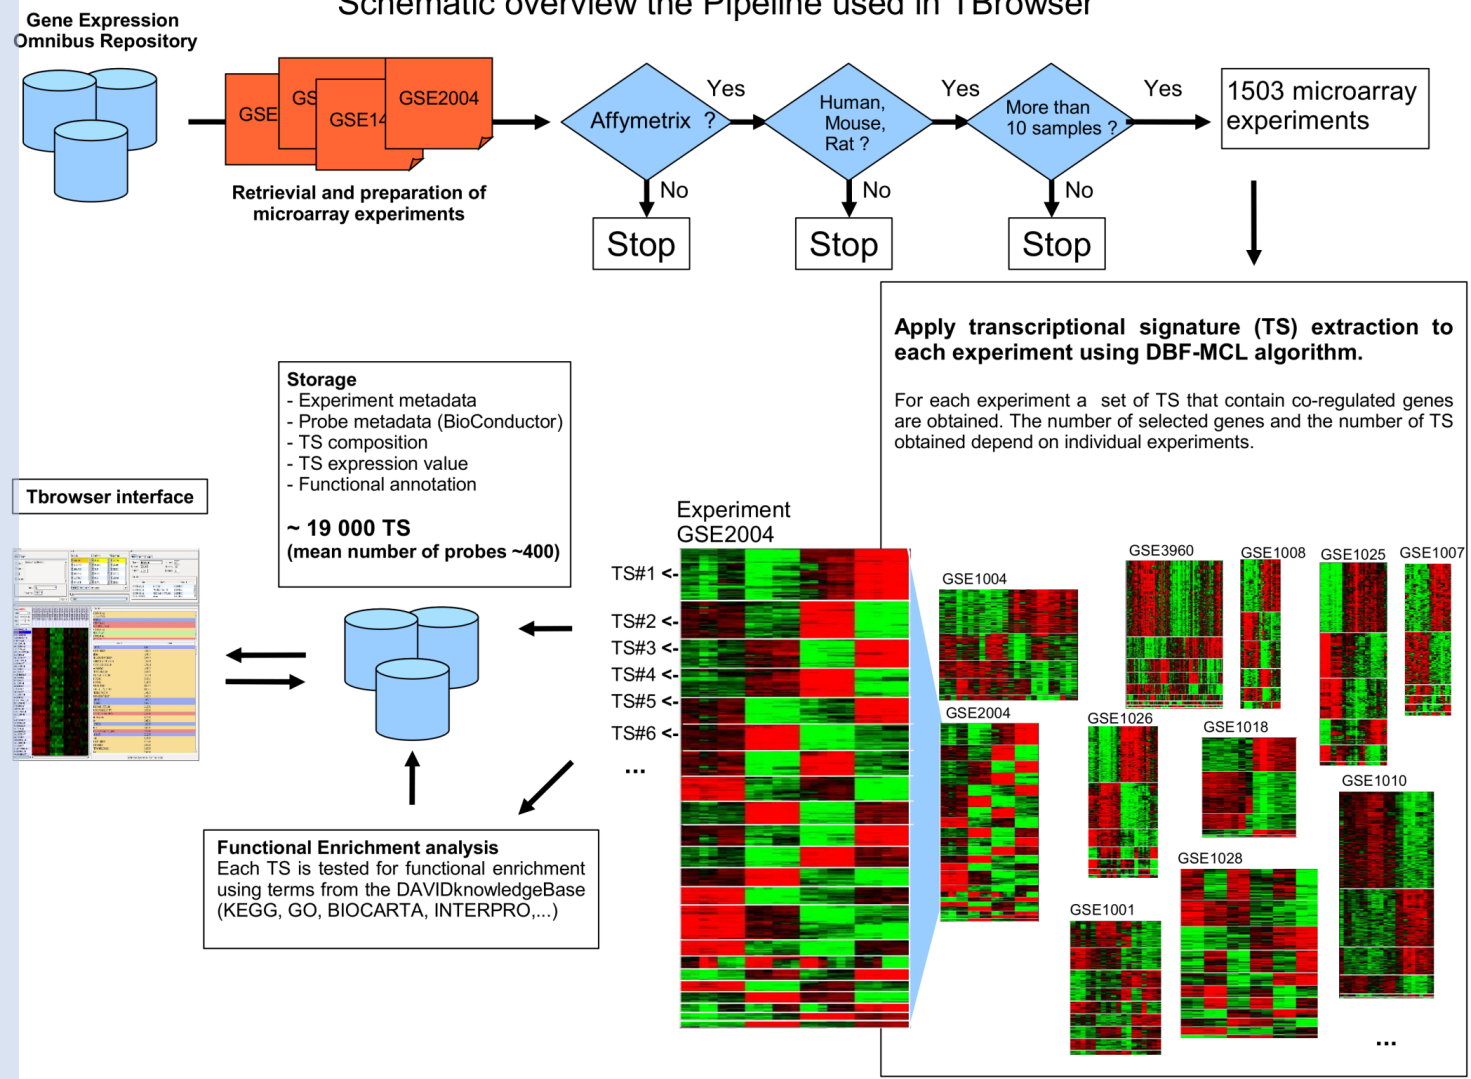 Schematic overview the Pipeline used in TBrowser
Gene Expression
Omnibus Repository
GSE
GS
GSE14
GSE2004
Retrievial and preparation of
microarray experiments
Affymetrix ?
Yes
No
Stop
Human,
Mouse,
Rat ?
Yes
No
Stop
More than
10 samples ?
Yes
No
Stop
1503 microarray
experiments
Apply transcriptional signature (TS) extraction to
each experiment using DBF-MCL algorithm.
For each experiment a set of TS that contain co-regulated genes
are obtained. The number of selected genes and the number of TS
obtained depend on individual experiments.
Storage
- Experiment metadata
- Probe metadata (BioConductor)
- TS composition
- TS expression value
- Functional annotation
~ 19 000 TS
(mean number of probes ~400)
Tbrowser interface
Experiment
GSE2004
TS#1 <-
TS#2 <-
TS#3 <-
TS#4 <-
TS#5 <-
TS#6 <-
...
GSE1004
GSE3960
GSE1008
GSE1025
GSE1007
GSE2004
GSE1026
GSE1018
GSE1010
GSE1028
GSE1001
...
Functional Enrichment analysis
Each TS is tested for functional enrichment
using terms from the DAVIDknowledgeBase
(KEGG, GO, BIOCARTA, INTERPRO,...)